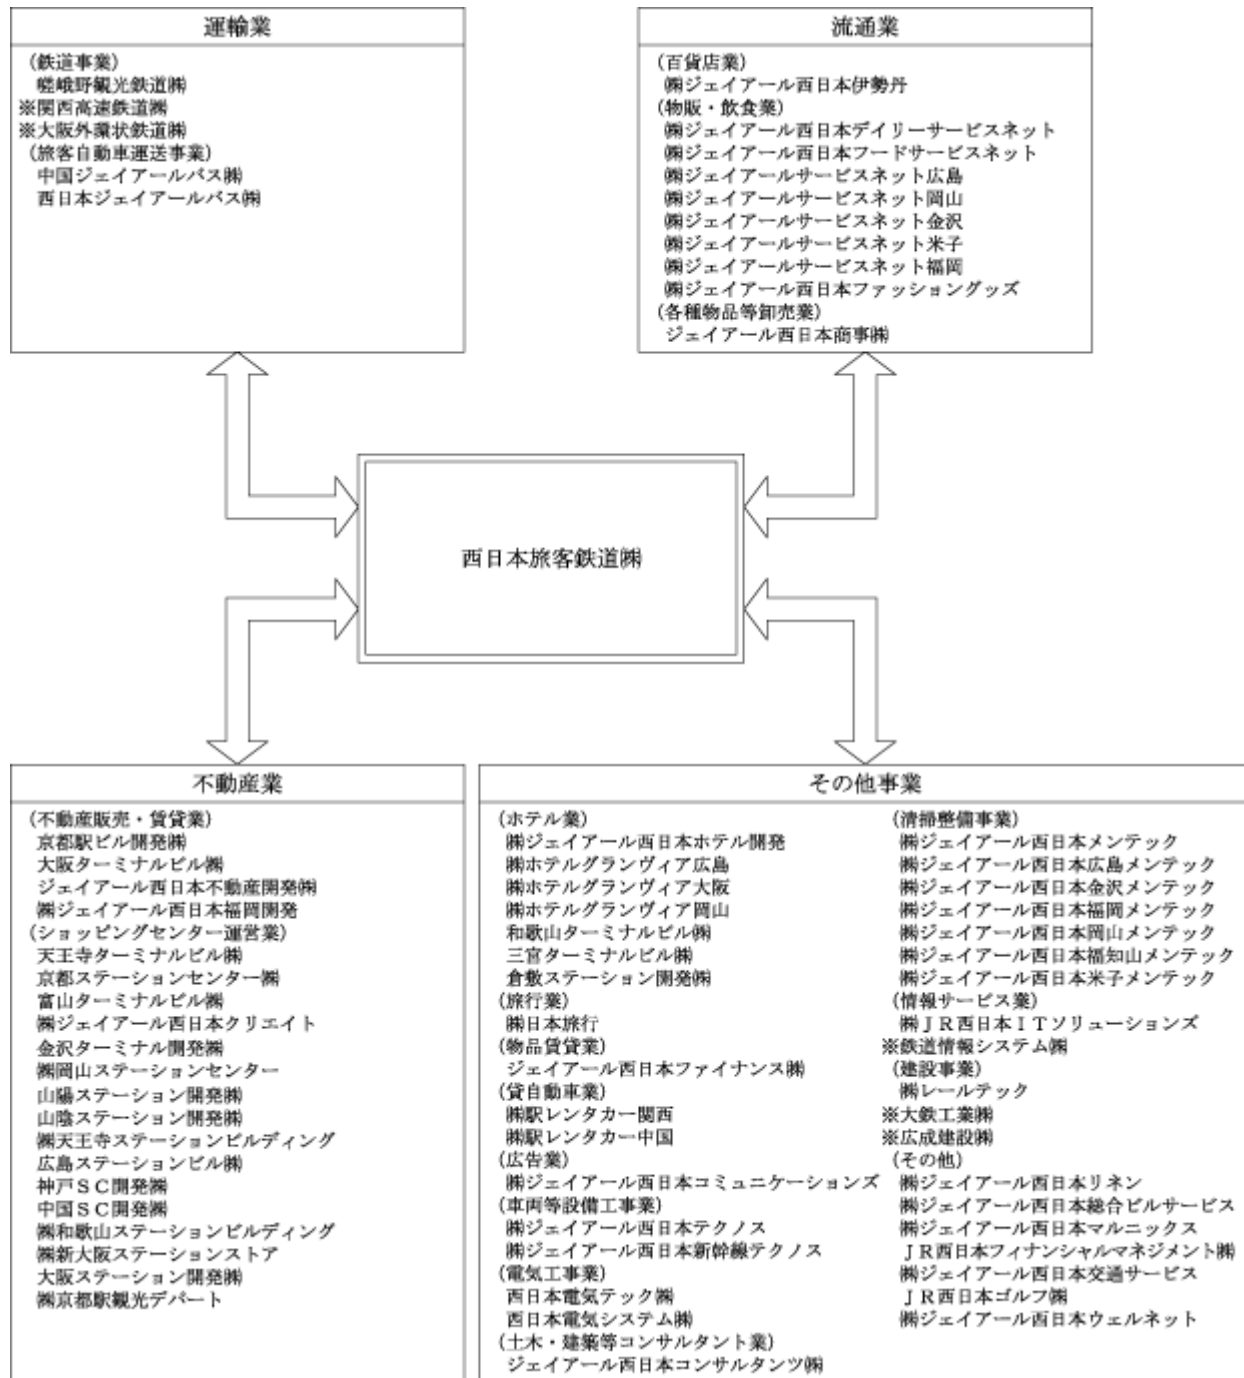 運輸業
(鉄道事業)
嵯峨野観光鉄道㈱
※関西高速鉄道㈱
※大阪外環状鉄道㈱
(旅客自動車運送事業)
中国ジェイアールバス㈱
西日本ジェイアールバス㈱
流通業
(百貨店業)
㈱ジェイアール西日本伊勢丹
(物販・飲食業)
㈱ジェイアール西日本デイリーサービスネット
㈱ジェイアール西日本フードサービスネット
㈱ジェイアールサービスネット広島
㈱ジェイアールサービスネット岡山
㈱ジェイアールサービスネット金沢
㈱ジェイアールサービスネット米子
㈱ジェイアールサービスネット福岡
㈱ジェイアール西日本ファッショングッズ
(各種物品等卸売業)
ジェイアール西日本商事㈱
西日本旅客鉄道㈱
不動産業
(不動産販売・賃貸業)
京都駅ビル開発㈱
大阪ターミナルビル㈱
ジェイアール西日本不動産開発㈱
㈱ジェイアール西日本福岡開発
(ショッピングセンター運営業)
天王寺ターミナルビル㈱
京都ステーションセンター㈱
富山ターミナルビル㈱
㈱ジェイアール西日本クリエイト
金沢ターミナル開発㈱
㈱岡山ステーションセンター
山陽ステーション開発㈱
山陰ステーション開発㈱
㈱天王寺ステーションビルディング
広島ステーションビル㈱
神戸ＳＣ開発㈱
中国ＳＣ開発㈱
㈱和歌山ステーションビルディング
㈱新大阪ステーションストア
大阪ステーション開発㈱
㈱京都駅観光デパート
その他事業
(ホテル業)
㈱ジェイアール西日本ホテル開発
㈱ホテルグランヴィア広島
㈱ホテルグランヴィア大阪
㈱ホテルグランヴィア岡山
和歌山ターミナルビル㈱
三宮ターミナルビル㈱
倉敷ステーション開発㈱
(旅行業)
㈱日本旅行
(物品賃貸業)
ジェイアール西日本ファイナンス㈱
(貸自動車業)
㈱駅レンタカー関西
㈱駅レンタカー中国
(広告業)
㈱ジェイアール西日本コミュニケーションズ
(車両等設備工事業)
㈱ジェイアール西日本テクノス
㈱ジェイアール西日本新幹線テクノス
(電気工事業)
西日本電気テック㈱
西日本電気システム㈱
(土木・建築等コンサルタント業)
ジェイアール西日本コンサルタンツ㈱
(清掃整備事業)
㈱ジェイアール西日本メンテック
㈱ジェイアール西日本広島メンテック
㈱ジェイアール西日本金沢メンテック
㈱ジェイアール西日本福岡メンテック
㈱ジェイアール西日本岡山メンテック
㈱ジェイアール西日本福知山メンテック
㈱ジェイアール西日本米子メンテック
(情報サービス業)
㈱ＪＲ西日本ＩＴソリューションズ
※鉄道情報システム㈱
(建設事業)
㈱レールテック
※大鉄工業㈱
※広成建設㈱
(その他)
㈱ジェイアール西日本リネン
㈱ジェイアール西日本総合ビルサービス
㈱ジェイアール西日本マルニックス
ＪＲ西日本フィナンシャルマネジメント㈱
㈱ジェイアール西日本交通サービス
ＪＲ西日本ゴルフ㈱
㈱ジェイアール西日本ウェルネット